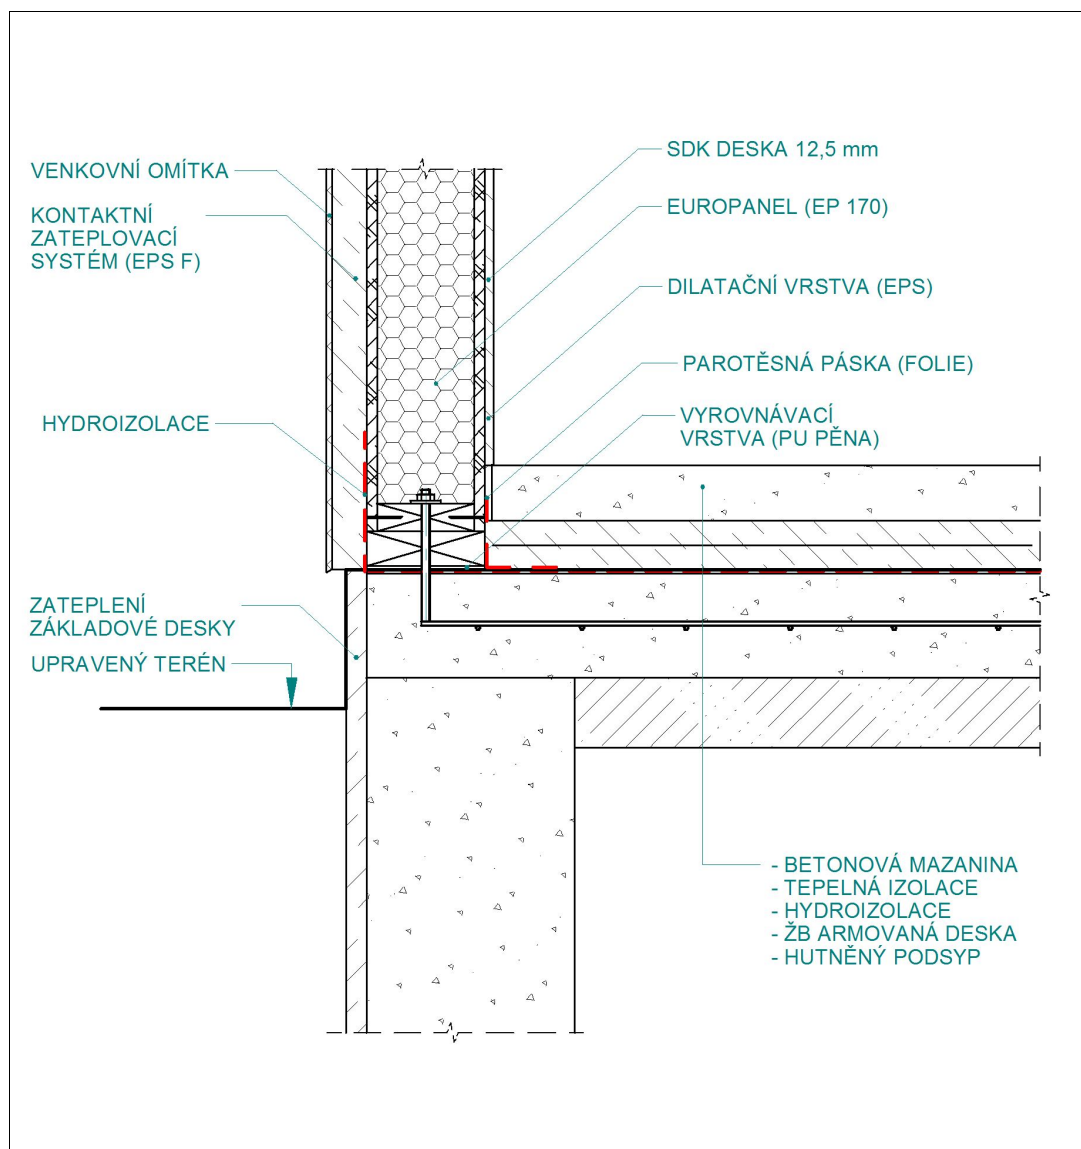 VENKOVNÍ OMÍTKA
KONTAKTNÍ
ZATEPLOVACÍ
SYSTÉM (EPS F)
HYDROIZOLACE
ZATEPLENÍ
ZÁKLADOVÉ DESKY
UPRAVENÝ TERÉN
SDK DESKA 12,5 mm
EUROPANEL (EP 170)
DILATAČNÍ VRSTVA (EPS)
PAROTĚSNÁ PÁSKA (FOLIE)
VYROVNÁVACÍ
VRSTVA (PU PĚNA)
- BETONOVÁ MAZANINA
- TEPELNÁ IZOLACE
- HYDROIZOLACE
- ŽB ARMOVANÁ DESKA
- HUTNĚNÝ PODSYP